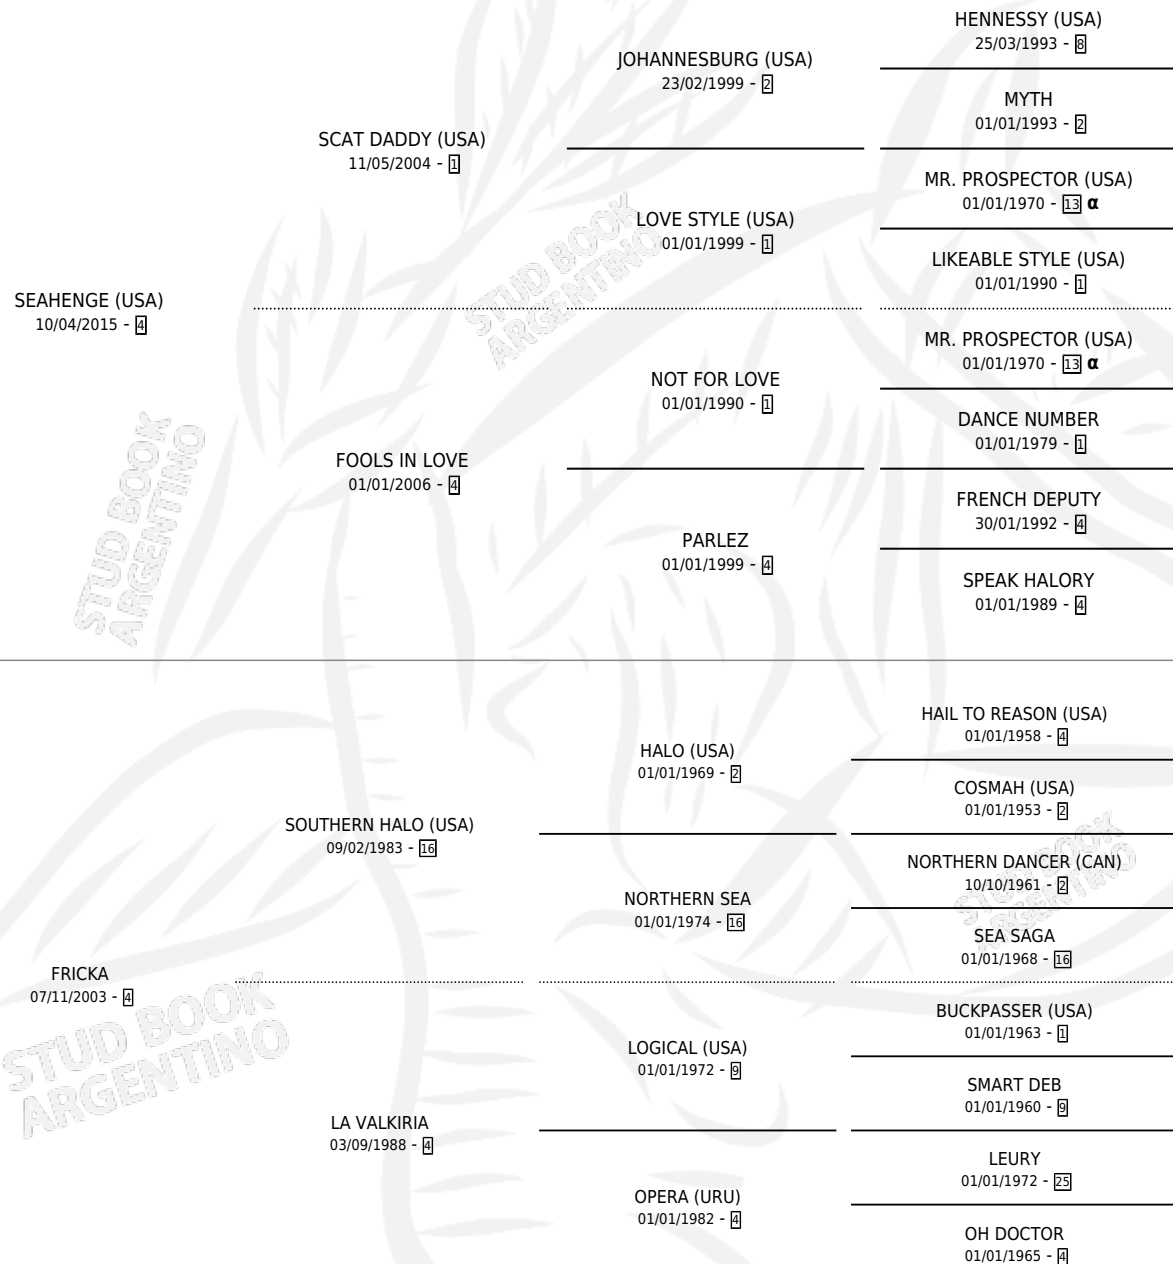 HENNESSY (USA)
25/03/1993 - 8
JOHANNESBURG (USA)
23/02/1999 - 2
MYTH
01/01/1993 - 2
SCAT DADDY (USA)
11/05/2004 - 1
MR. PROSPECTOR (USA)
01/01/1970 - 13 α
LOVE STYLE (USA)
01/01/1999 - 1
LIKEABLE STYLE (USA)
01/01/1990 - 1
SEAHENGE (USA)
10/04/2015 - 4
MR. PROSPECTOR (USA)
01/01/1970 - 13 α
NOT FOR LOVE
01/01/1990 - 1
DANCE NUMBER
01/01/1979 - 1
FOOLS IN LOVE
01/01/2006 - 4
FRENCH DEPUTY
30/01/1992 - 4
PARLEZ
01/01/1999 - 4
SPEAK HALORY
01/01/1989 - 4
HAIL TO REASON (USA)
01/01/1958 - 4
HALO (USA)
01/01/1969 - 2
COSMAH (USA)
01/01/1953 - 2
SOUTHERN HALO (USA)
09/02/1983 - 16
NORTHERN DANCER (CAN)
10/10/1961 - 2
NORTHERN SEA
01/01/1974 - 16
SEA SAGA
01/01/1968 - 16
FRICKA
07/11/2003 - 4
BUCKPASSER (USA)
01/01/1963 - 1
LOGICAL (USA)
01/01/1972 - 9
SMART DEB
01/01/1960 - 9
LA VALKIRIA
03/09/1988 - 4
LEURY
01/01/1972 - 25
OPERA (URU)
01/01/1982 - 4
OH DOCTOR
01/01/1965 - 4
STUD BOOK
ARGENTINO
STUD BOOK
ARGENTINO
STUD BOOK
ARGENTINO
STUD BOOK
ARGENTINO